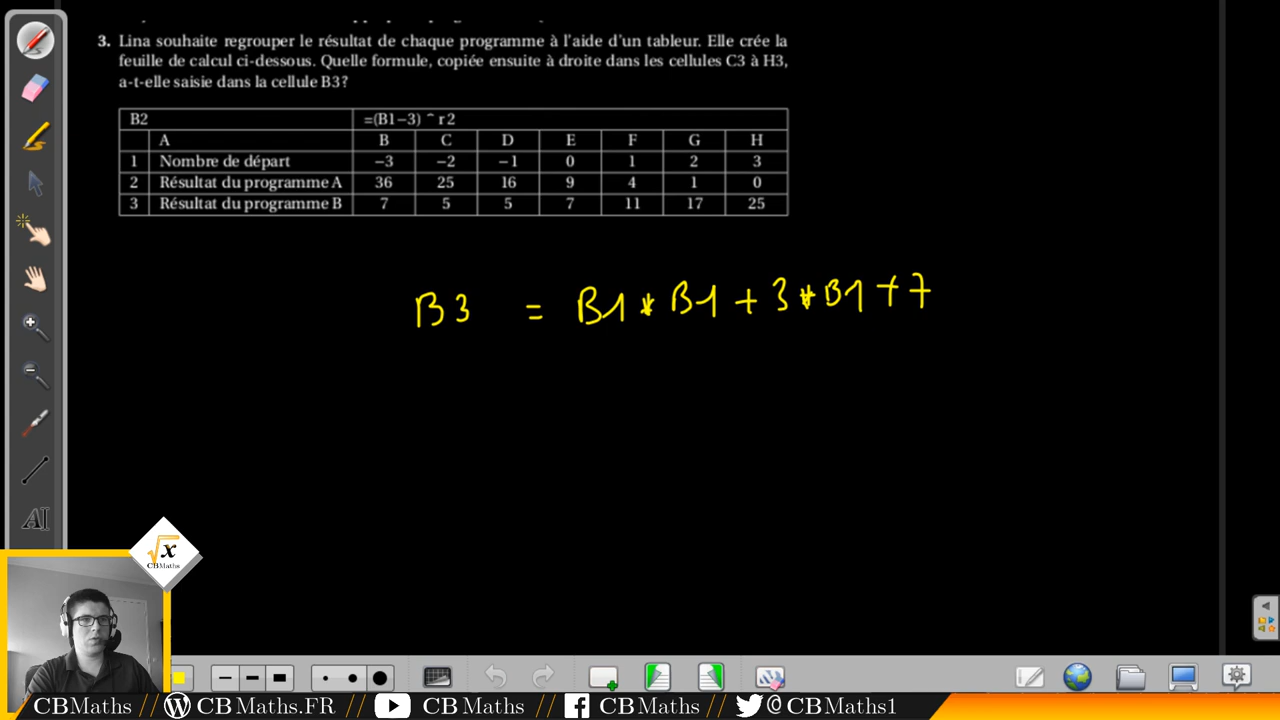 3. Lina souhaite regrouper le résultat de chaque programme à l'aide d'un tableur. Elle crée la
feuille de calcul ci-dessous. Quelle formule, copiée ensuite à droite dans les cellules C3 à H3,
a-t-elle saisie dans la cellule B3?
B2 =(B1−3) ^ r2
A B C D E F G H
1 Nombre de départ −3 −2 −1 0 1 2 3
2 Résultat du programme A 36 25 16 9 4 1 0
3 Résultat du programme B 7 5 5 7 11 17 25
B3 = B1 * B1 + 3 * B1 + 7
AI
√x
CBMaths
CBMaths CBMaths.FR CBMaths CBMaths @CBMaths1